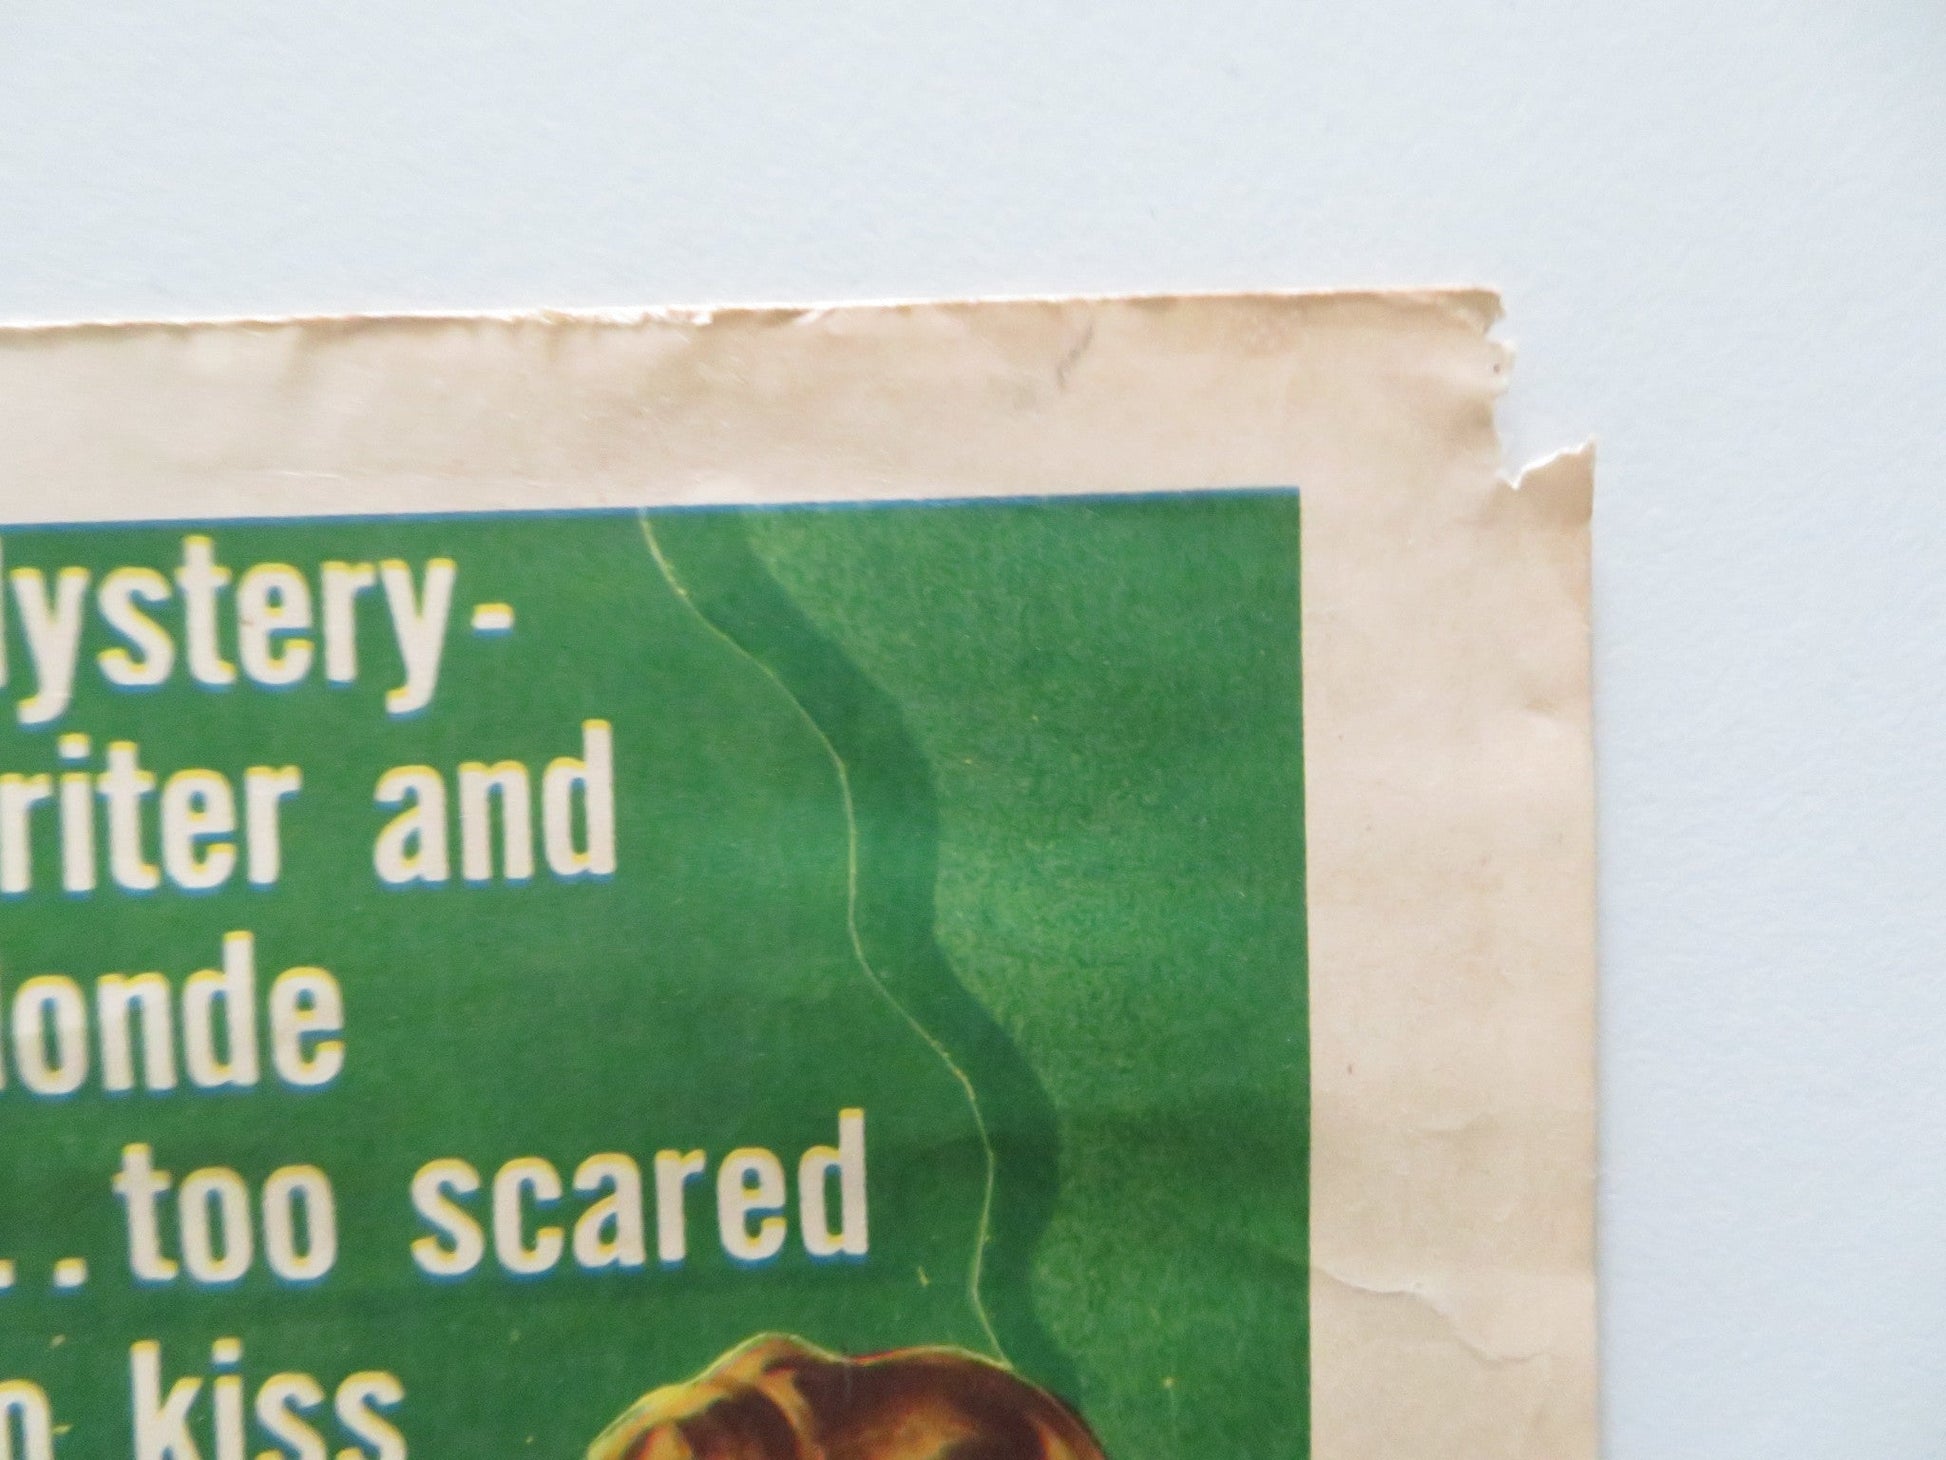 ystery-
riter and
londe
..too scared
o kiss